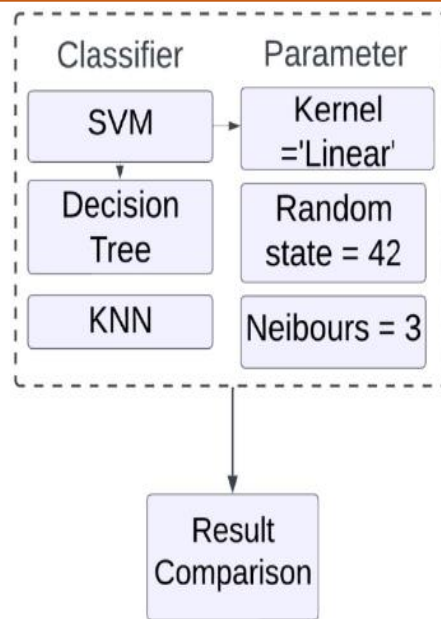 Classifier Parameter
SVM
Kernel
='Linear'
Decision
Tree
Random
state = 42
KNN
Neibours = 3
Result
Comparison